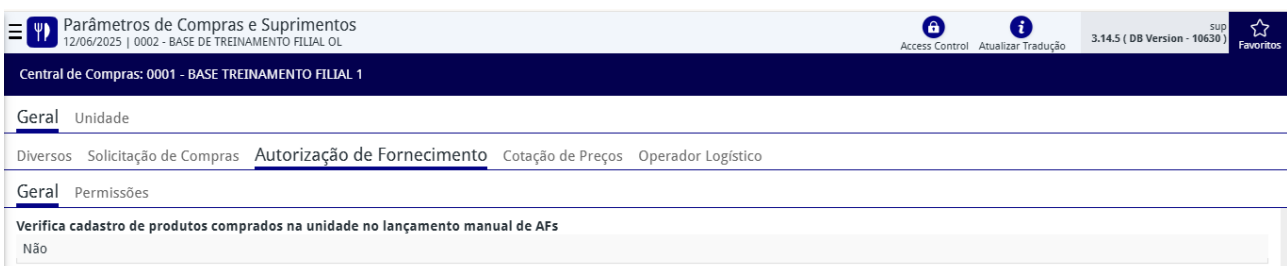 Parâmetros de Compras e Suprimentos
12/06/2025 | 0002 - BASE DE TREINAMENTO FILIAL OL
Access Control
Atualizar Tradução
sup
3.14.5 ( DB Version - 10630 )
Favoritos
Central de Compras: 0001 - BASE TREINAMENTO FILIAL 1
Geral Unidade
Diversos Solicitação de Compras Autorização de Fornecimento Cotação de Preços Operador Logístico
Geral Permissões
Verifica cadastro de produtos comprados na unidade no lançamento manual de AFs
Não